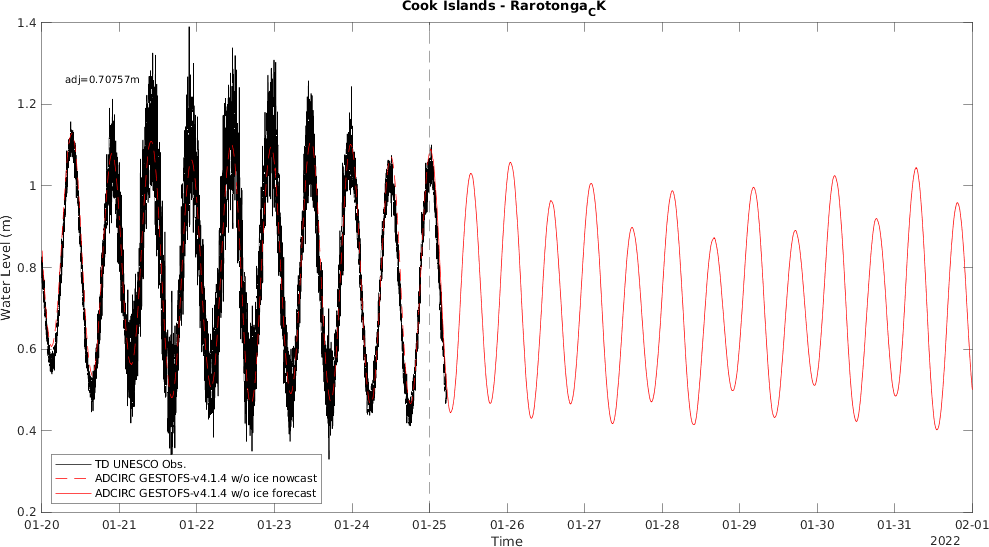 Cook Islands - Rarotonga_CK
1.4
adj=0.70757m
1.2
1
0.8
Water Level (m)
0.6
0.4
TD UNESCO Obs.
ADCIRC GESTOFS-v4.1.4 w/o ice nowcast
ADCIRC GESTOFS-v4.1.4 w/o ice forecast
0.2
01-20 01-21 01-22 01-23 01-24 01-25 01-26 01-27 01-28 01-29 01-30 01-31 02-01
Time
2022